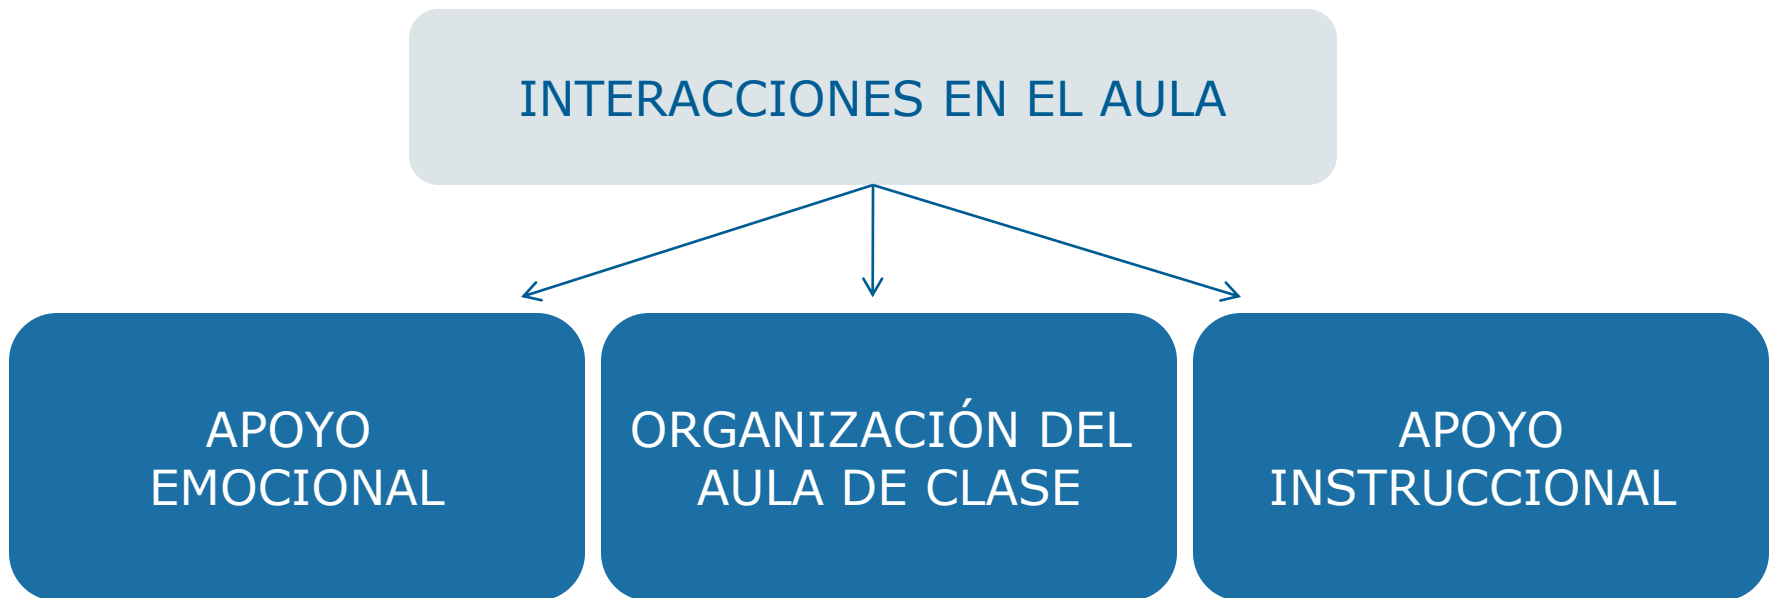 INTERACCIONES EN EL AULA
APOYO
EMOCIONAL
ORGANIZACIÓN DEL
AULA DE CLASE
APOYO
INSTRUCCIONAL